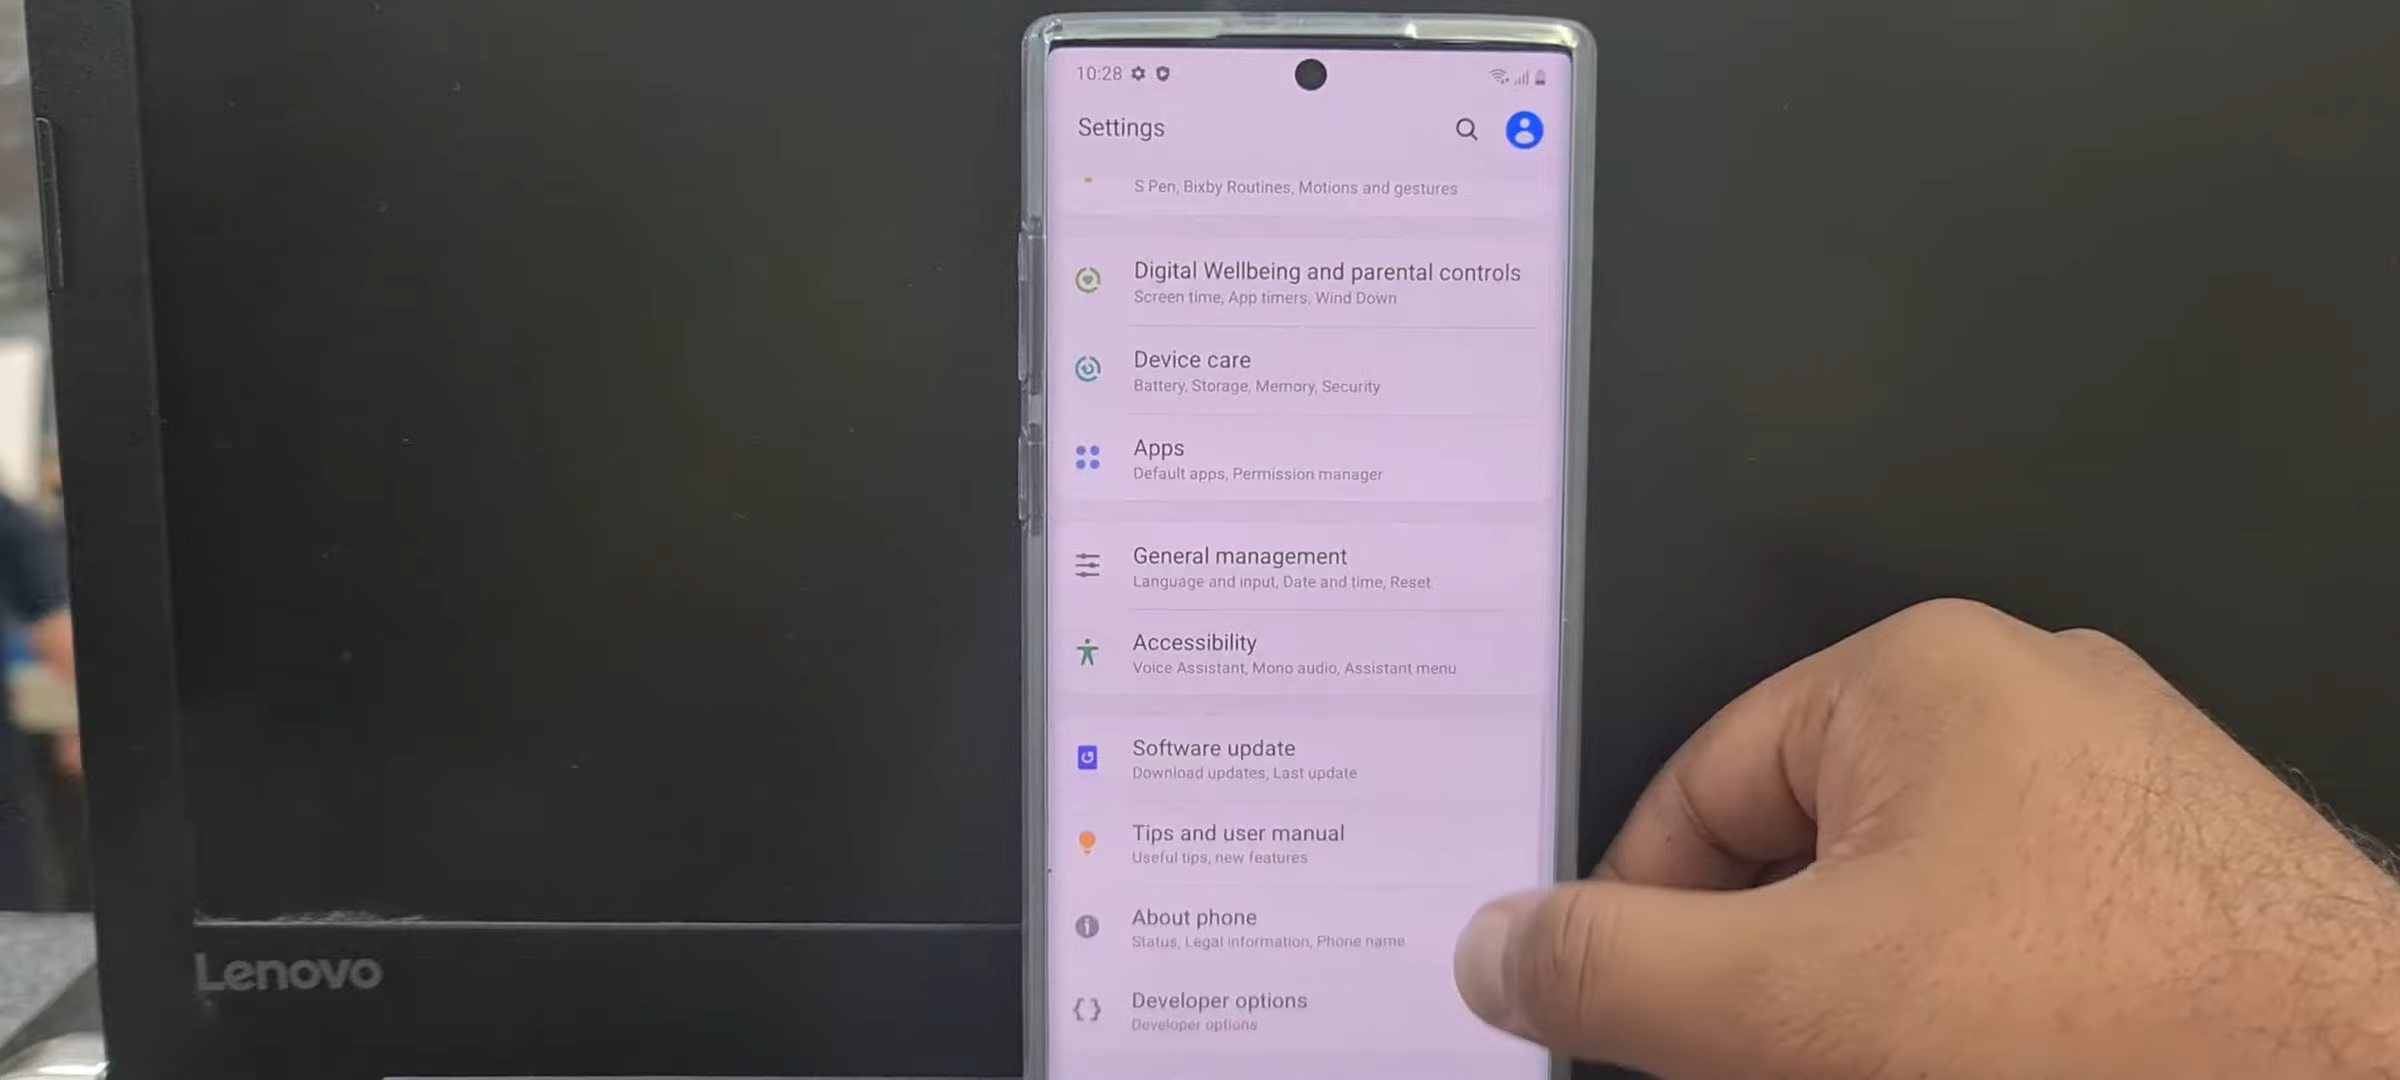 10:28
Settings
S Pen, Bixby Routines, Motions and gestures
Digital Wellbeing and parental controls
Screen time, App timers, Wind Down
Device care
Battery, Storage, Memory, Security
Apps
Default apps, Permission manager
General management
Language and input, Date and time, Reset
Accessibility
Voice Assistant, Mono audio, Assistant menu
Software update
Download updates, Last update
Tips and user manual
Useful tips, new features
About phone
Status, Legal information, Phone name
Developer options
Developer options
Lenovo